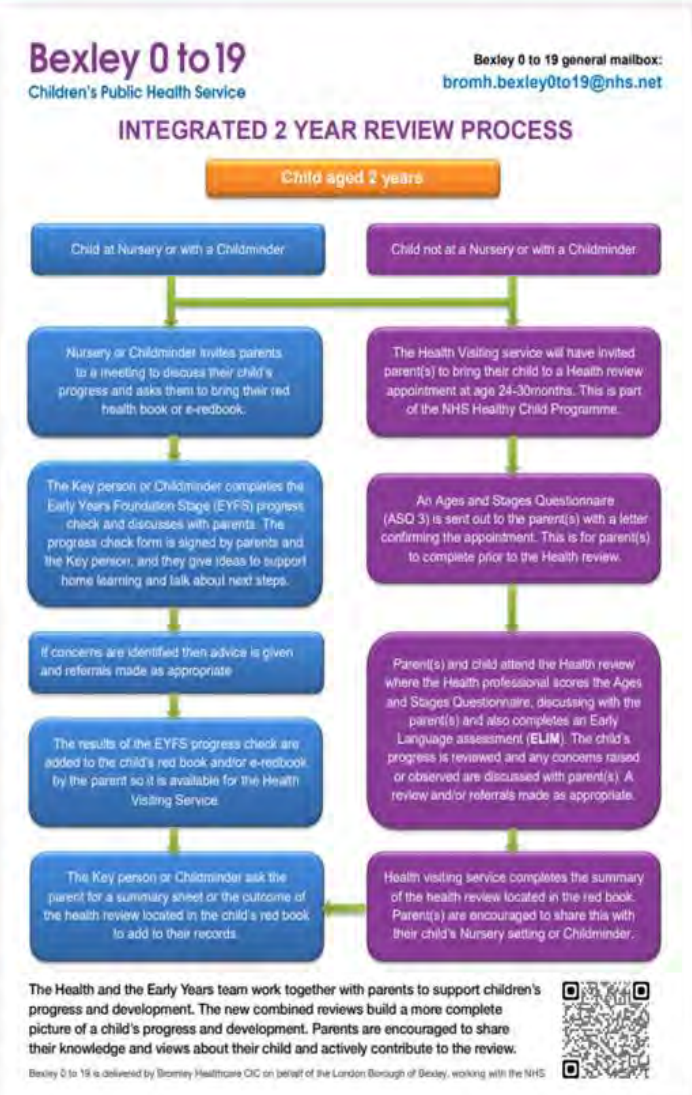 Bexley 0 to 19
Children's Public Health Service
Bexley 0 to 19 general mailbox:
bromh.bexley0to19@nhs.net
INTEGRATED 2 YEAR REVIEW PROCESS
Child aged 2 years
Child at Nursery or with a Childminder
Nursery or Childminder invites parents
to a meeting to discuss their child's
progress and asks them to bring their red
health book or e-redbook.
The Key person or Childminder completes the
Early Years Foundation Stage (EYFS) progress
check and discusses with parents. The
progress check form is signed by parents and
the Key person, and they give ideas to support
home learning and talk about next steps.
If concerns are identified then advice is given
and referrals made as appropriate
The results of the EYFS progress check are
added to the child's red book and/or e-redbook
by the parent so it is available for the Health
Visiting Service
The Key person or Childminder ask the
parent for a summary sheet or the outcome of
the health review located in the child's red book
to add to their records.
Child not at a Nursery or with a Childminder
The Health Visiting service will have invited
parent(s) to bring their child to a Health review
appointment at age 24-30months. This is part
of the NHS Healthy Child Programme.
An Ages and Stages Questionnaire
(ASQ 3) is sent out to the parent(s) with a letter
confirming the appointment. This is for parent(s)
to complete prior to the Health review.
Parent(s) and child attend the Health review
where the Health professional scores the Ages
and Stages Questionnaire, discussing with the
parent(s) and also completes an Early
Language assessment (ELIM). The child's
progress is reviewed and any concerns raised
or observed are discussed with parent(s). A
review and/or referrals made as appropriate.
Health visiting service completes the summary
of the health review located in the red book.
Parent(s) are encouraged to share this with
their child's Nursery setting or Childminder.
The Health and the Early Years team work together with parents to support children's
progress and development. The new combined reviews build a more complete
picture of a child's progress and development. Parents are encouraged to share
their knowledge and views about their child and actively contribute to the review.
Bexley 0 to 19 is delivered by Bromley Healthcare CIC on behalf of the London Borough of Bexley, working with the NHS